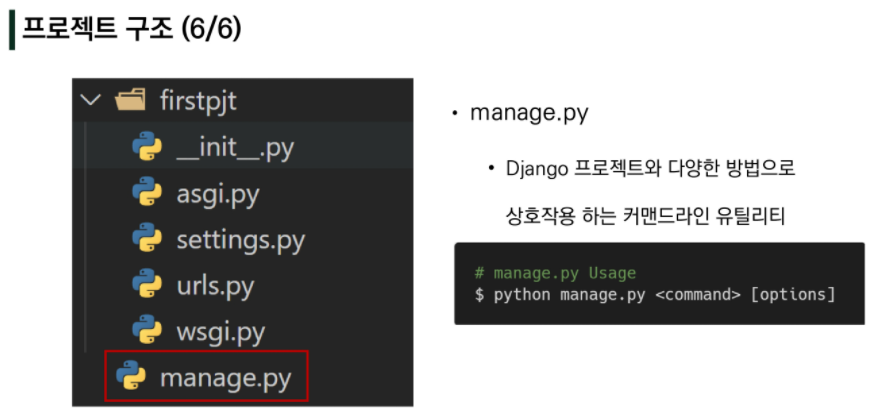 프로젝트 구조 (6/6)
firstpjt
__init__.py
asgi.py
settings.py
urls.py
wsgi.py
manage.py
• manage.py
• Django 프로젝트와 다양한 방법으로
상호작용 하는 커맨드라인 유틸리티
# manage.py Usage
$ python manage.py <command> [options]